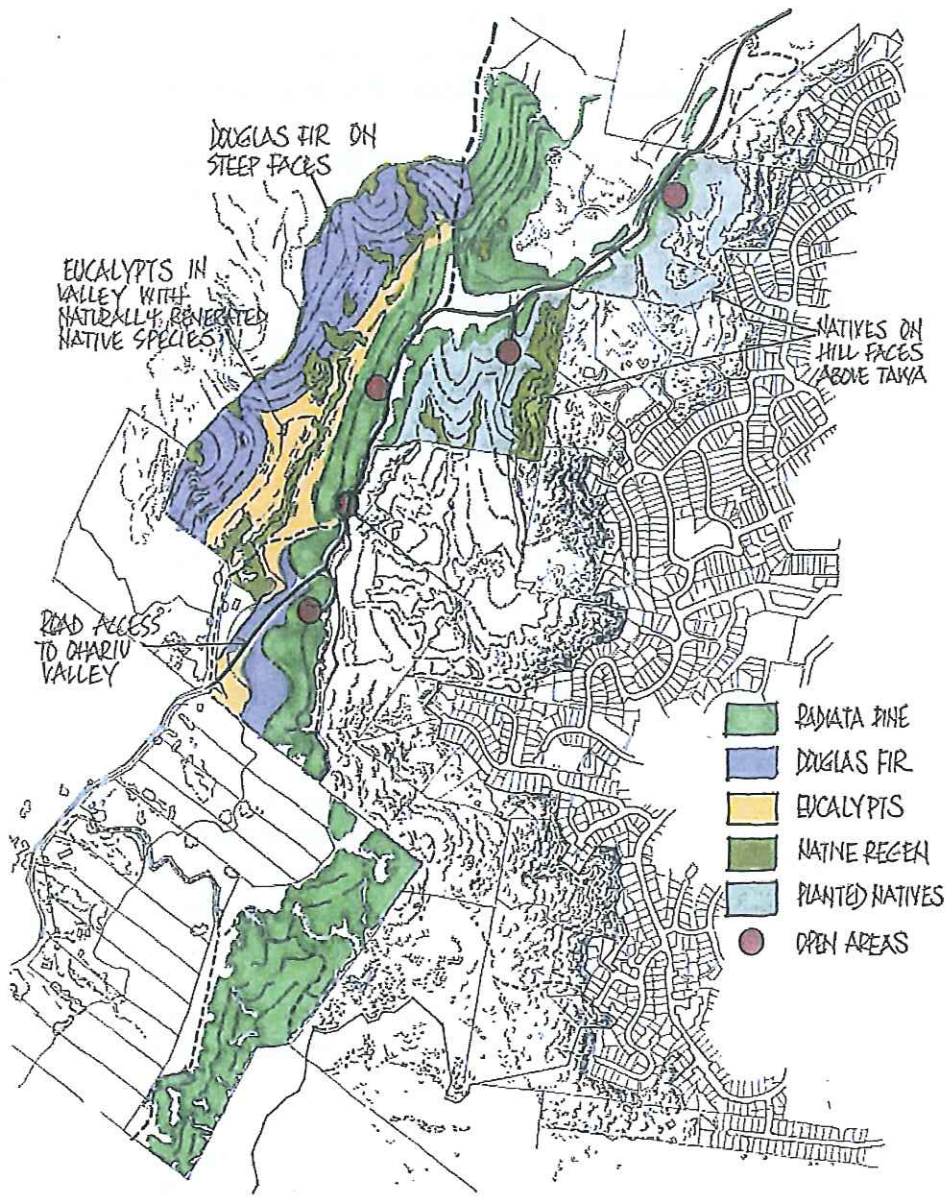 DOUGLAS FIR ON
STEEP FACES
EUCALYPTS IN
VALLEY WITH
NATURALLY RENERATED
NATIVE SPECIES
NATIVES ON
HILL FACES
ABOVE TAWA
ROAD ACCESS
TO OHARIU
VALLEY
RADIATA PINE
DOUGLAS FIR
EUCALYPTS
NATIVE REGEN
PLANTED NATIVES
OPEN AREAS